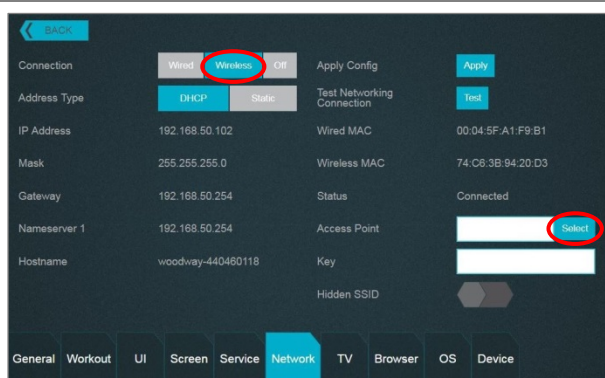 BACK
Connection Wired Wireless Off Apply Config Apply
Address Type DHCP Static Test Networking Connection Test
IP Address 192.168.50.102 Wired MAC 00:04:5F:A1:F9:B1
Mask 255.255.255.0 Wireless MAC 74:C6:3B:94:20:D3
Gateway 192.168.50.254 Status Connected
Nameserver 1 192.168.50.254 Access Point Select
Hostname woodway-440460118 Key
Hidden SSID
General Workout UI Screen Service Network TV Browser OS Device